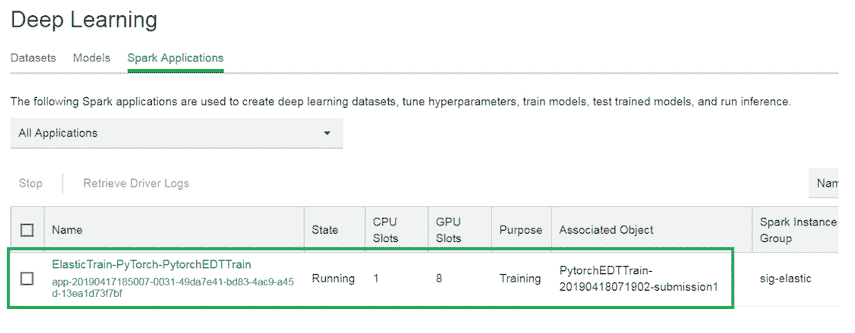 Deep Learning
Datasets Models Spark Applications
The following Spark applications are used to create deep learning datasets, tune hyperparameters, train models, test trained models, and run inference.
All Applications
Stop Retrieve Driver Logs Nam
Name State CPU Slots GPU Slots Purpose Associated Object Spark Instance Group
ElasticTrain-PyTorch-PytorchEDTTrain
app-20190417185007-0031-49da7e41-bd83-4ac9-a45
d-13ea1d73f7bf
Running 1 8 Training PytorchEDTTrain-
20190418071902-submission1
sig-elastic